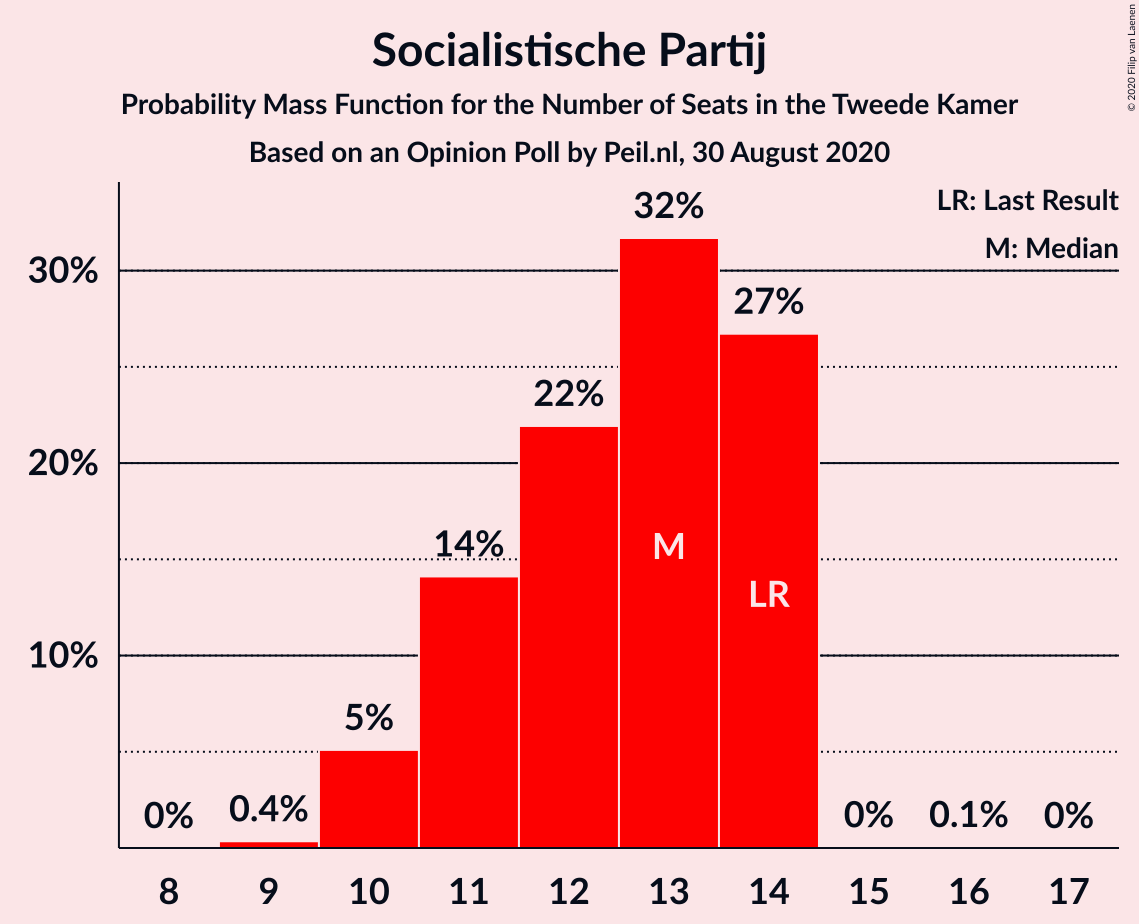 Socialistische Partij
Probability Mass Function for the Number of Seats in the Tweede Kamer
Based on an Opinion Poll by Peil.nl, 30 August 2020
© 2020 Filip van Laenen
LR: Last Result
M: Median
30%
20%
10%
0%
0.4%
5%
14%
22%
32%
27%
0%
0.1%
0%
M
LR
8 9 10 11 12 13 14 15 16 17